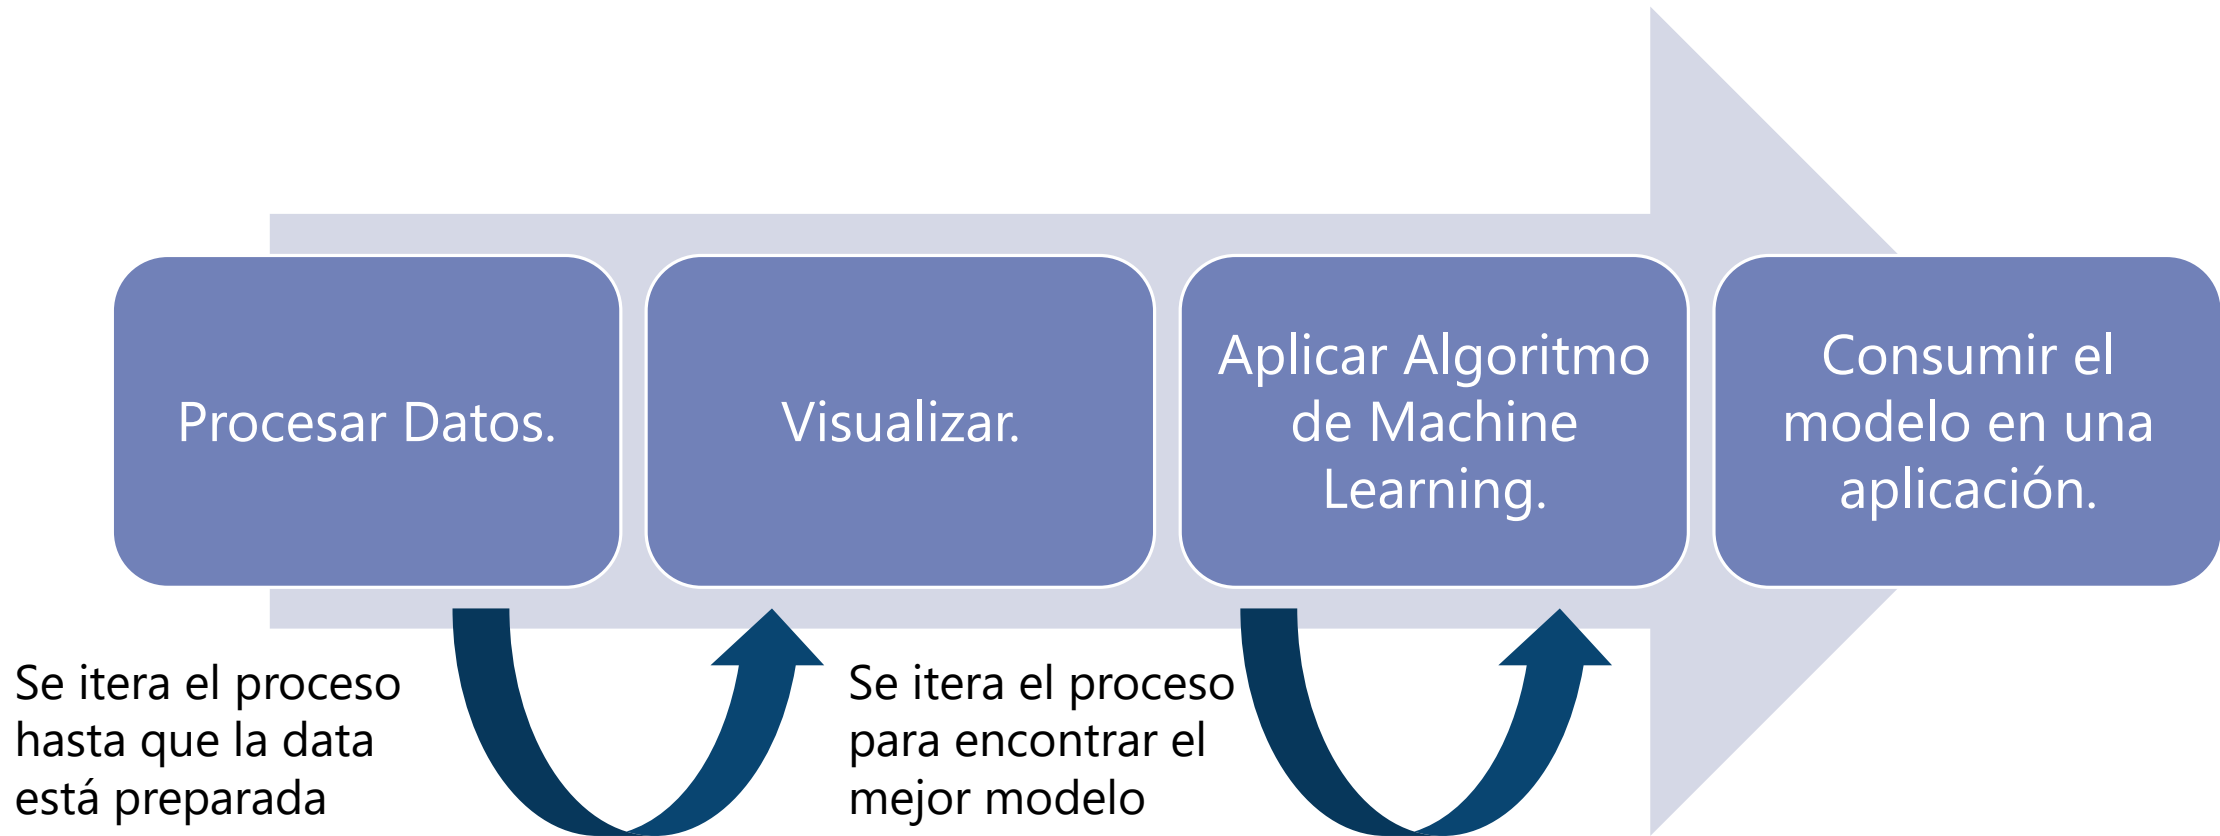 Procesar Datos.
Visualizar.
Aplicar Algoritmo
de Machine
Learning.
Consumir el
modelo en una
aplicación.
Se itera el proceso
hasta que la data
está preparada
Se itera el proceso
para encontrar el
mejor modelo